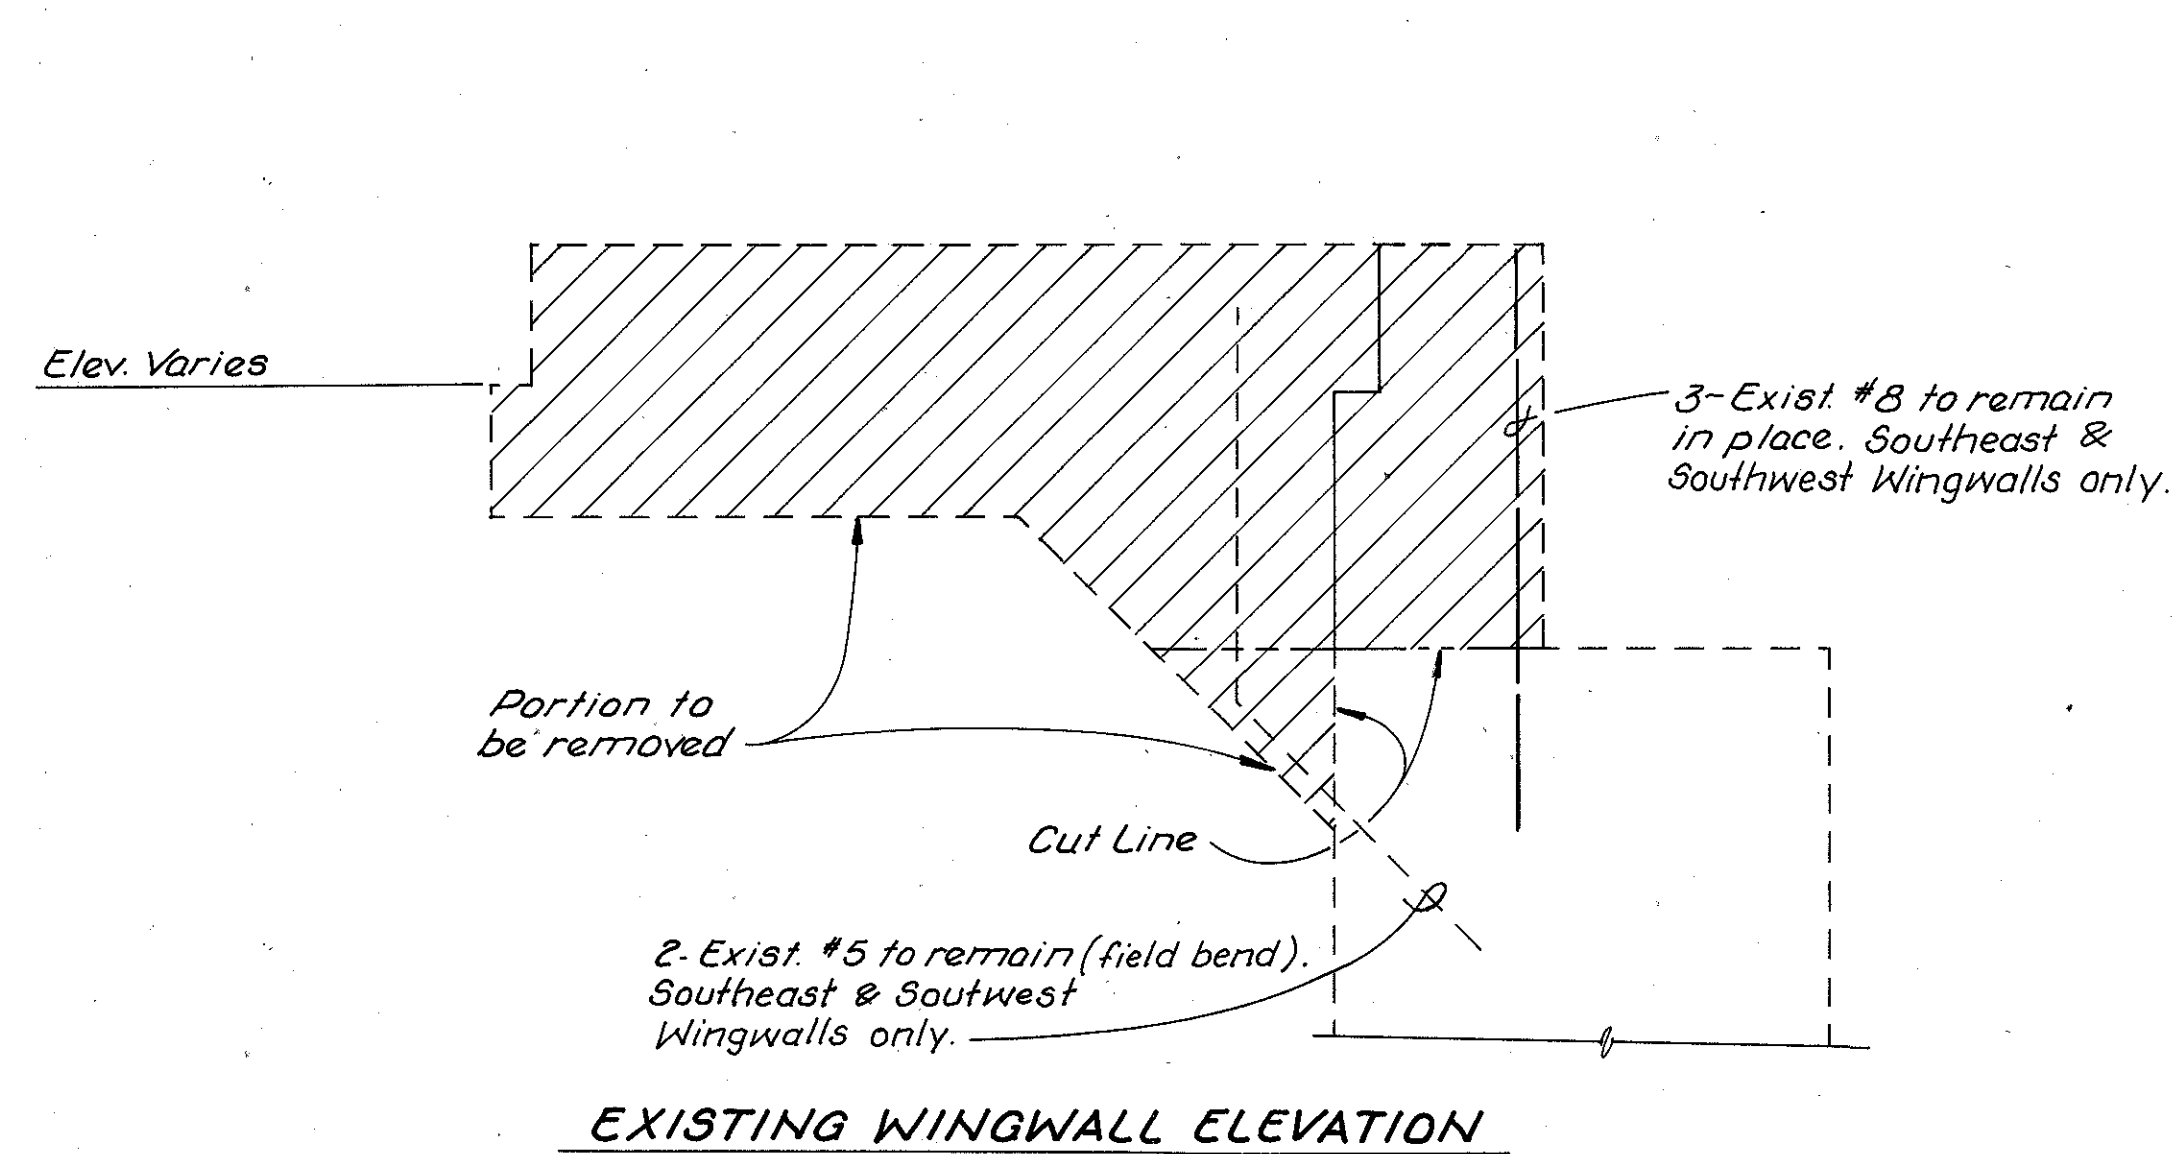 Elev. Varies
3-Exist. #8 to remain
in place. Southeast &
Southwest Wingwalls only.
Portion to
be removed
Cut Line
2-Exist. #5 to remain (field bend).
Southeast & Soutwest
Wingwalls only.
EXISTING WINGWALL ELEVATION